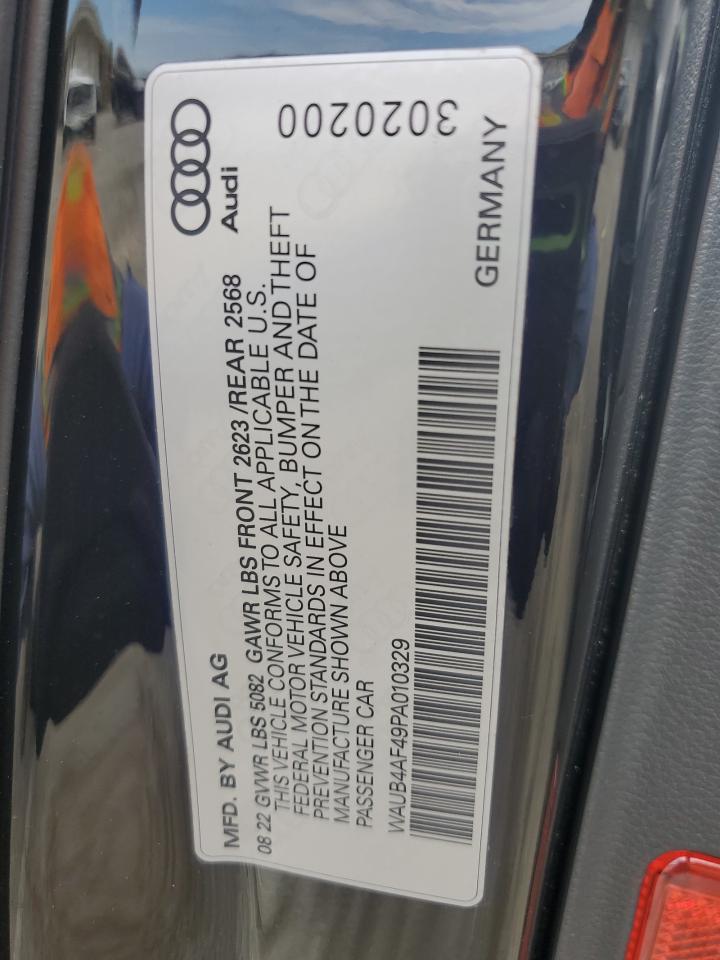 MFD. BY AUDI AG
Audi
08 22 GVWR LBS 5082 GAWR LBS FRONT 2623 /REAR 2568
THIS VEHICLE CONFORMS TO ALL APPLICABLE U.S.
FEDERAL MOTOR VEHICLE SAFETY, BUMPER AND THEFT
PREVENTION STANDARDS IN EFFECT ON THE DATE OF
MANUFACTURE SHOWN ABOVE
PASSENGER CAR
WAUB4AF49PA010329
3020200
GERMANY